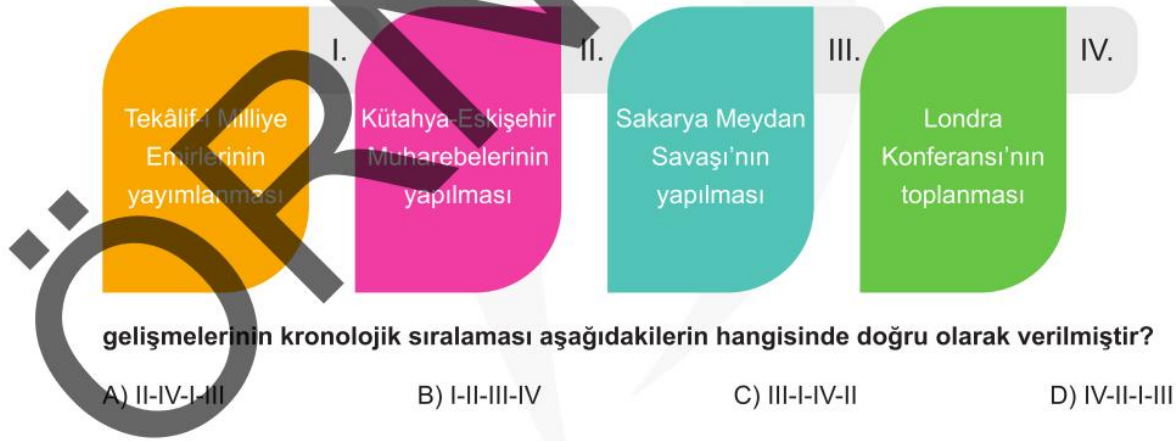 I.
II.
III.
IV.
Tekâlif-i Milliye
Emirlerinin
yayımlanması
Kütahya-Eskişehir
Muharebelerinin
yapılması
Sakarya Meydan
Savaşı’nın
yapılması
Londra
Konferansı’nın
toplanması
gelişmelerinin kronolojik sıralaması aşağıdakilerin hangisinde doğru olarak verilmiştir?
A) II-IV-I-III B) I-II-III-IV C) III-I-IV-II D) IV-II-I-III